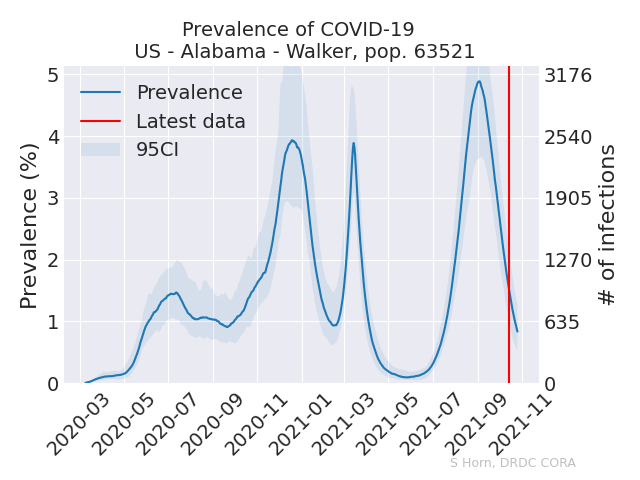 Prevalence of COVID-19
US - Alabama - Walker, pop. 63521
Prevalence
Latest data
95CI
Prevalence (%)
5
4
3
2
1
0
3176
2540
1905
1270
635
0
# of infections
2020-03
2020-05
2020-07
2020-09
2020-11
2021-01
2021-03
2021-05
2021-07
2021-09
2021-11
S Horn, DRDC CORA